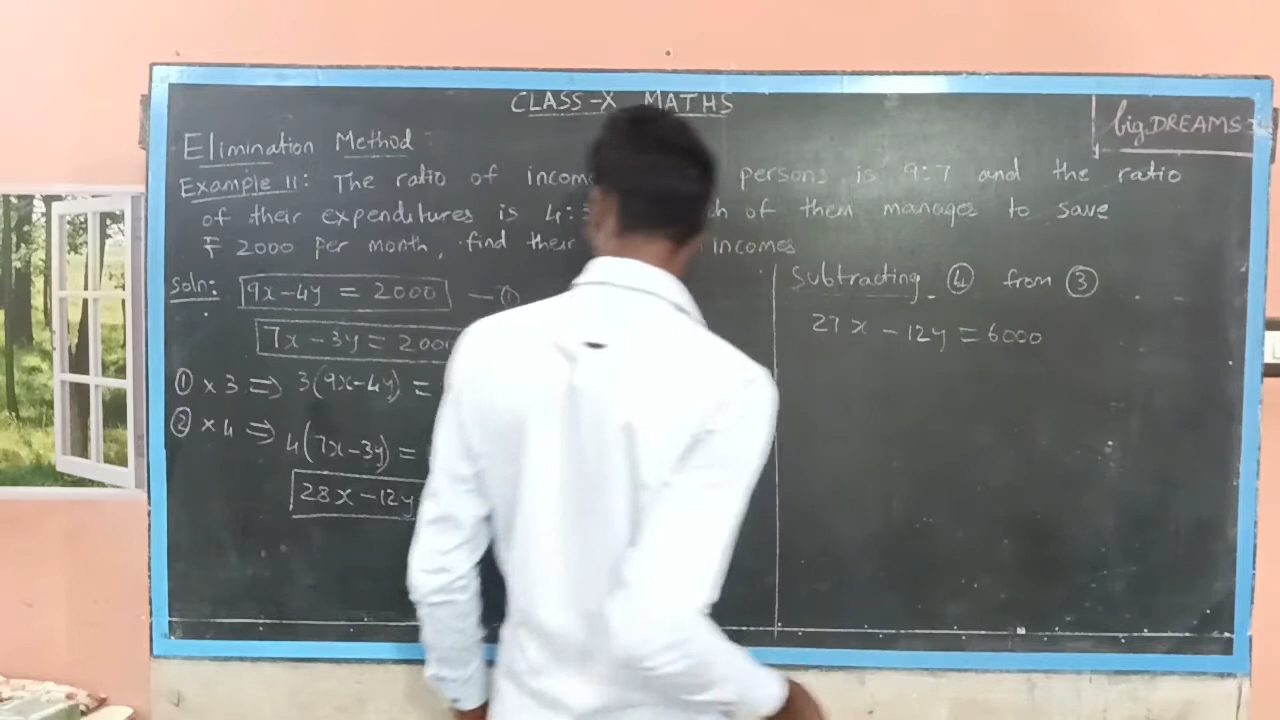 CLASS-X MATHS
big.DREAMS
Elimination Method:
Example 11: The ratio of persons is 9:7 and the ratio
of their expenditures is 4: of them manages to save
₹ 2000 per month, find their incomes
Soln: 9x-4y = 2000 - ①
7x-3y = 200
① x 3 ⇒ 3(9x-4y) =
② x 4 ⇒ 4(7x-3y) =
28x-12y
Subtracting ④ from ③
27x-12y = 6000